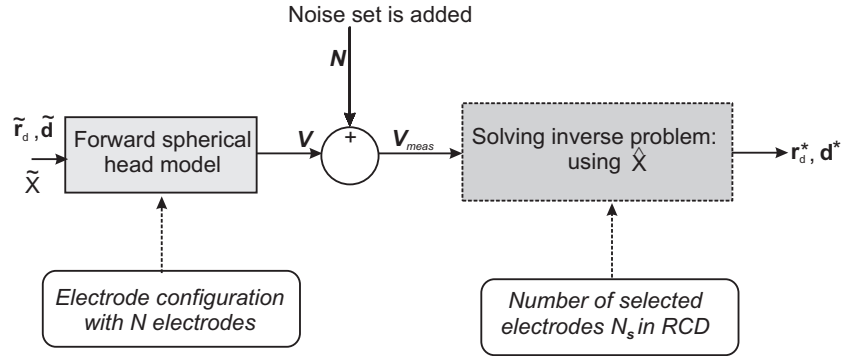 Noise set is added
N
r̃d , d̃
X̃
Forward spherical
head model
V
+
Vmeas
Solving inverse problem:
using X̂
r*d, d*
Electrode configuration
with N electrodes
Number of selected
electrodes Ns in RCD